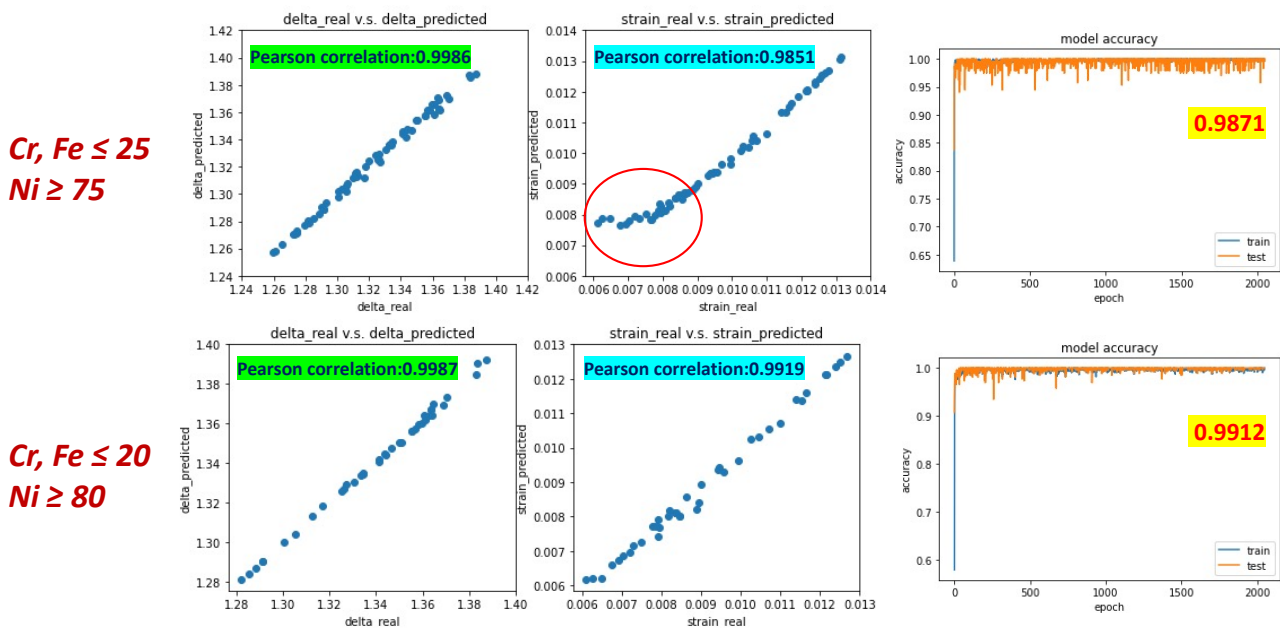 Cr, Fe ≤ 25
Ni ≥ 75
delta_real v.s. delta_predicted
Pearson correlation:0.9986
delta_predicted
1.42
1.40
1.38
1.36
1.34
1.32
1.30
1.28
1.26
1.24
1.24 1.26 1.28 1.30 1.32 1.34 1.36 1.38 1.40 1.42
delta_real
strain_real v.s. strain_predicted
Pearson correlation:0.9851
strain_predicted
0.014
0.013
0.012
0.011
0.010
0.009
0.008
0.007
0.006
0.006 0.007 0.008 0.009 0.010 0.011 0.012 0.013 0.014
strain_real
model accuracy
0.9871
accuracy
1.00
0.95
0.90
0.85
0.80
0.75
0.70
0.65
train
test
0 500 1000 1500 2000
epoch
Cr, Fe ≤ 20
Ni ≥ 80
delta_real v.s. delta_predicted
Pearson correlation:0.9987
delta_predicted
1.40
1.38
1.36
1.34
1.32
1.30
1.28
1.28 1.30 1.32 1.34 1.36 1.38 1.40
delta_real
strain_real v.s. strain_predicted
Pearson correlation:0.9919
strain_predicted
0.013
0.012
0.011
0.010
0.009
0.008
0.007
0.006
0.006 0.007 0.008 0.009 0.010 0.011 0.012 0.013
strain_real
model accuracy
0.9912
accuracy
1.0
0.9
0.8
0.7
0.6
train
test
0 500 1000 1500 2000
epoch